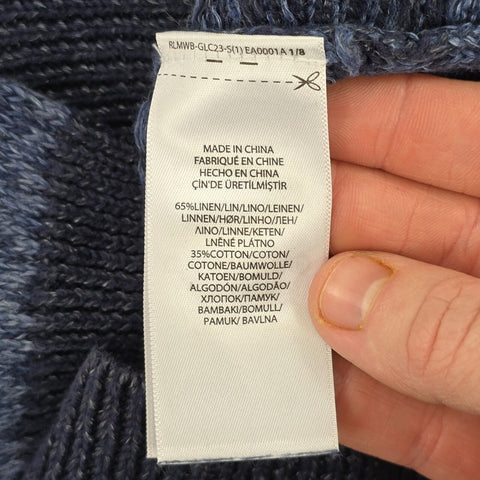 RLMWB-GLC23-S(1) EA0001A 1/8
MADE IN CHINA
FABRIQUÉ EN CHINE
HECHO EN CHINA
ÇİN'DE ÜRETİLMİŞTİR
65%LINEN/LIN/LINO/LEINEN/
LINNEN/HØR/LINHO/ЛЕН/
ΛΙΝΟ/LINNE/KETEN/
LNĚNÉ PLÁTNO
35%COTTON/COTON/
COTONE/BAUMWOLLE/
KATOEN/BOMULD/
ALGODÓN/ALGODÃO/
ХЛОПОК/ПАМУК/
BAMBAKI/BOMULL/
PAMUK/ BAVLNA